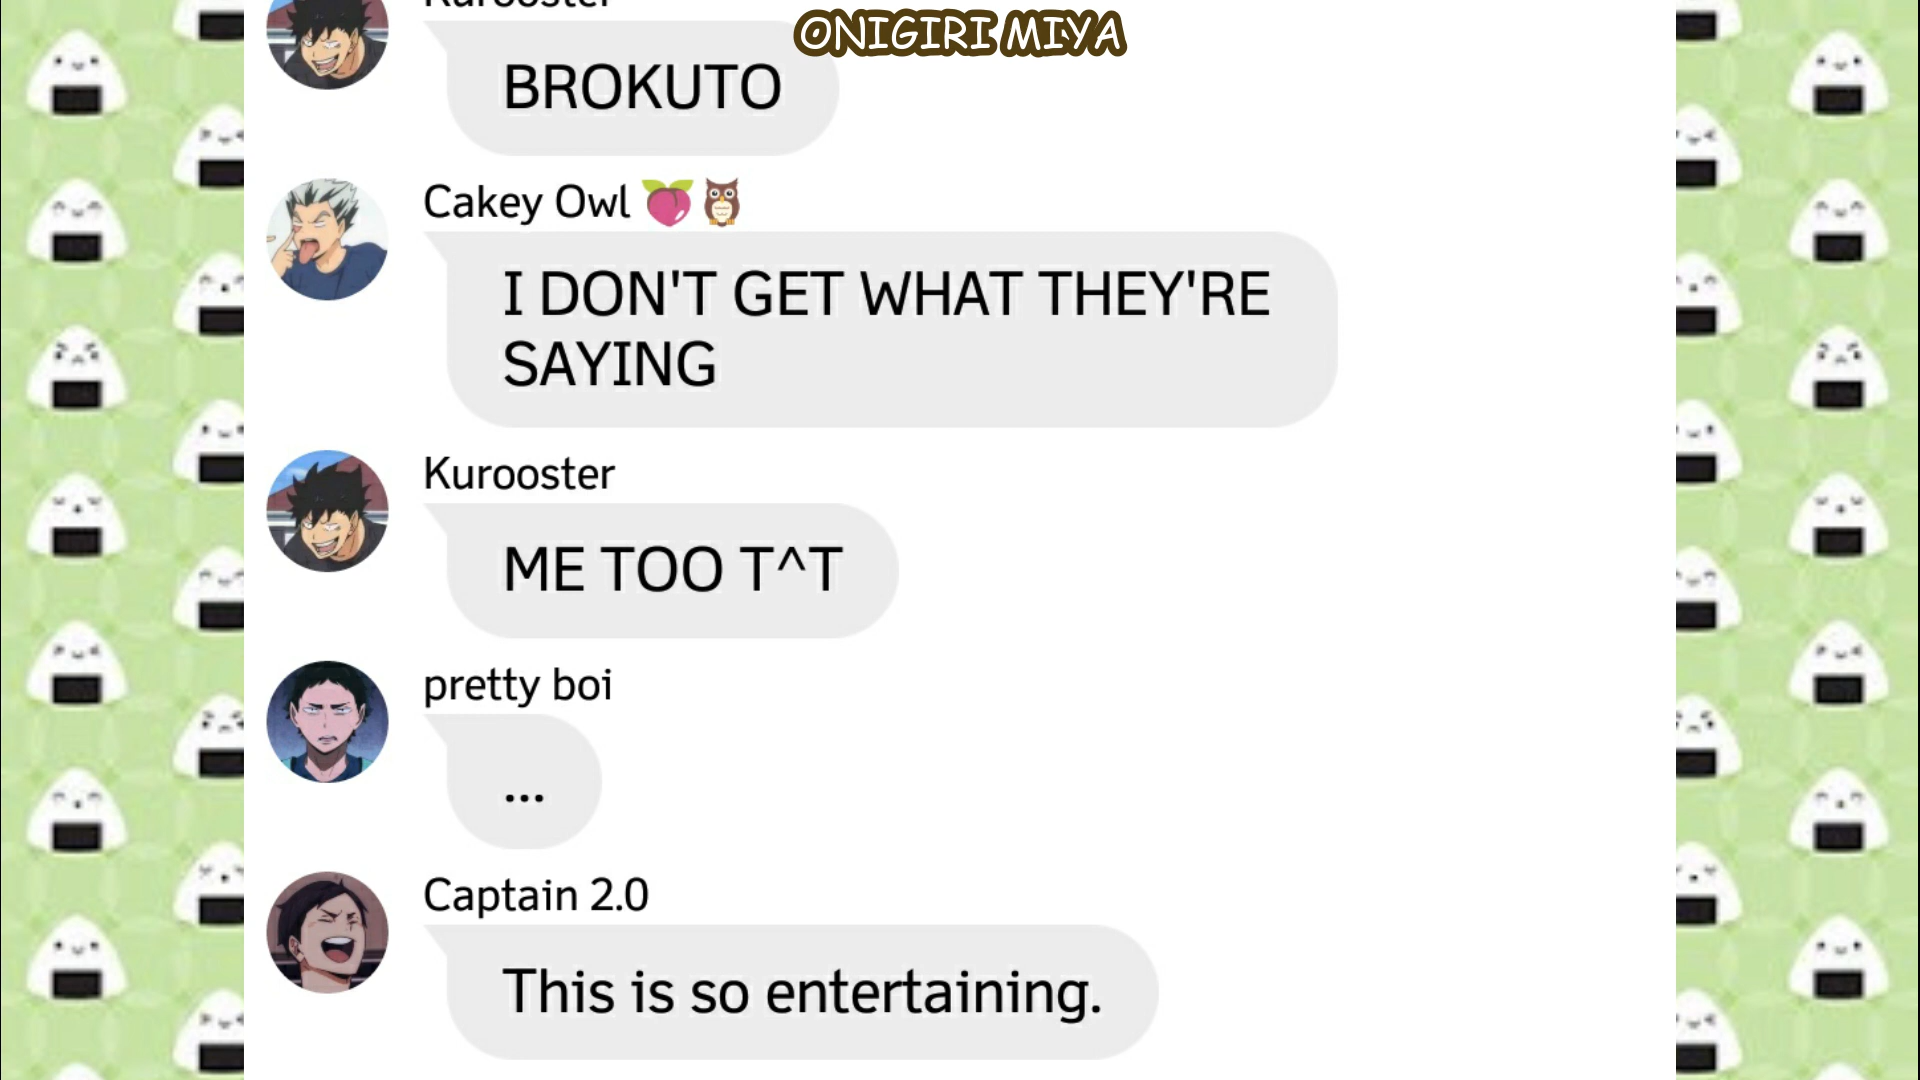 Kurooster
ONIGIRI MIYA
BROKUTO
Cakey Owl 🍑🦉
I DON'T GET WHAT THEY'RE
SAYING
Kurooster
ME TOO T^T
pretty boi
...
Captain 2.0
This is so entertaining.